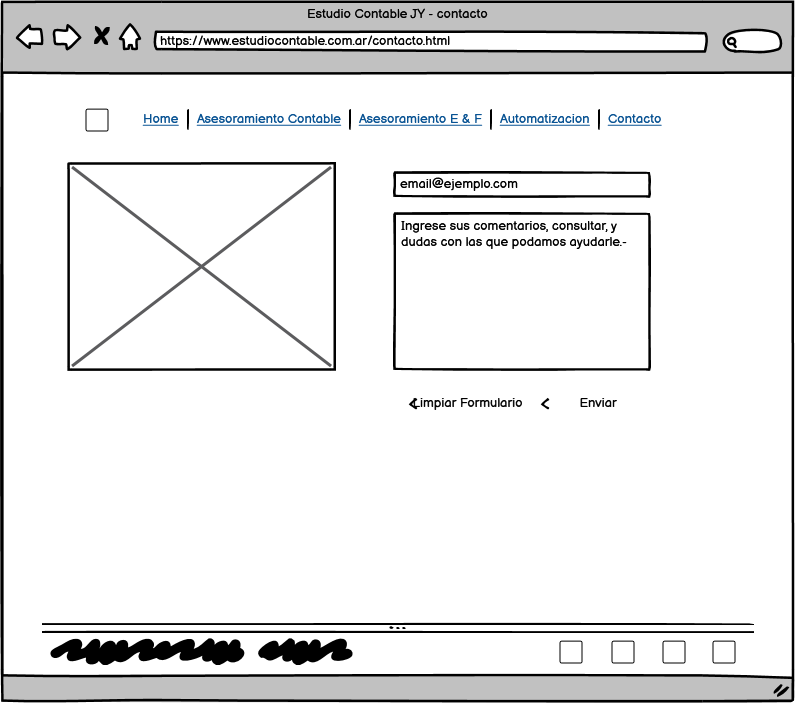 Estudio Contable JY - contacto
https://www.estudiocontable.com.ar/contacto.html
Home Asesoramiento Contable Asesoramiento E & F Automatizacion Contacto
email@ejemplo.com
Ingrese sus comentarios, consultar, y
dudas con las que podamos ayudarle.-
Limpiar Formulario Enviar